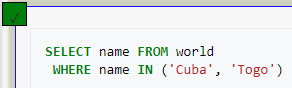 ✓
SELECT name FROM world
WHERE name IN ('Cuba', 'Togo')